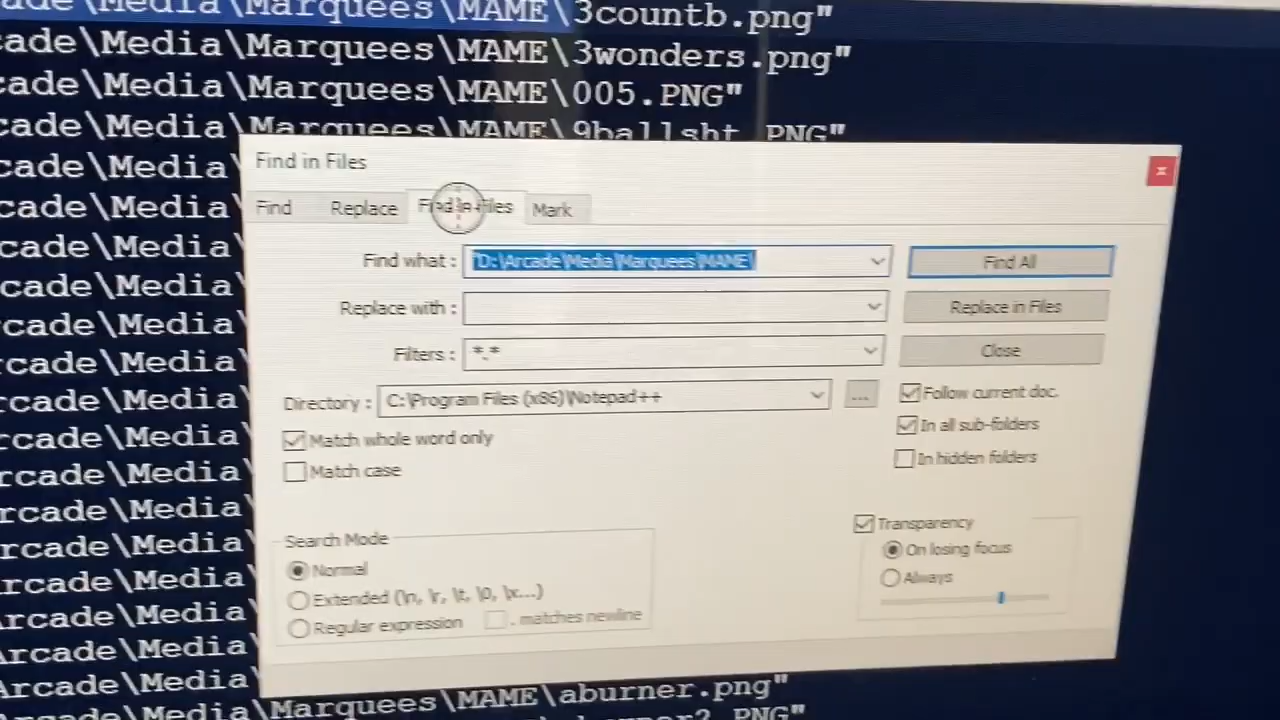 cade\Media\Marquees\MAME\3countb.png"
cade\Media\Marquees\MAME\3wonders.png"
cade\Media\Marquees\MAME\005.PNG"
cade\Media\Marquees\MAME\9ballsht.PNG"
cade\Media\
Find in Files
cade\Media\
Find Replace Find in Files Mark
cade\Media\
Find what : "D:\Arcade\Media\Marquees\MAME\ Find All
cade\Media\
Replace with : Replace in Files
cade\Media\
Filters : *.* Close
cade\Media\
Directory : C:\Program Files (x86)\Notepad++ ... Follow current doc.
rcade\Media\
Match whole word only In all sub-folders
rcade\Media\
Match case In hidden folders
rcade\Media\
rcade\Media\
Transparency
Search Mode On losing focus
rcade\Media\
Normal Always
rcade\Media\
Extended (\n, \r, \t, \0, \x...)
rcade\Media\
Regular expression . matches newline
Arcade\Media\
Arcade\Media\Marquees\MAME\aburner.png"
Arcade\Media\Marquees\MAME\